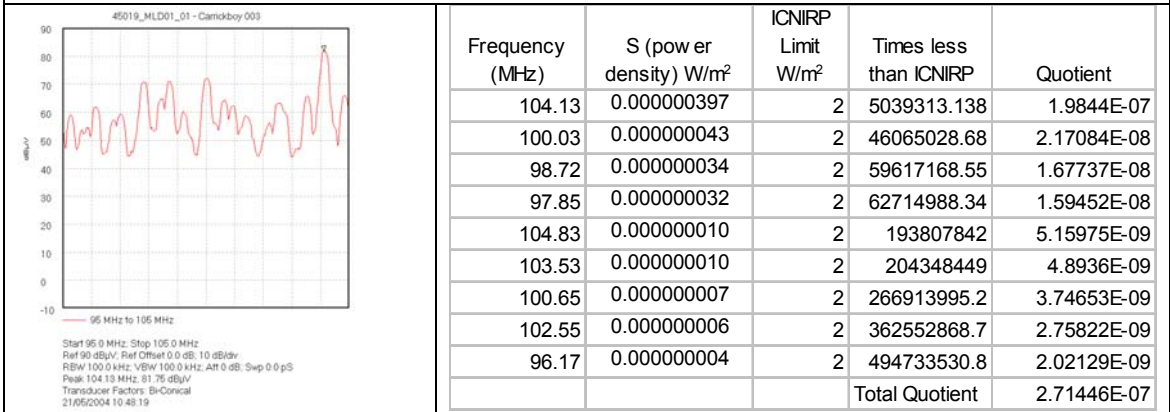 45019_MLD01_01 - Carrickboy 003
90
80
70
60
50
40
30
20
10
0
-10
dBµV
95 MHz to 105 MHz
Start 95.0 MHz; Stop 105.0 MHz
Ref 90 dBµV; Ref Offset 0.0 dB; 10 dB/div
RBW 100.0 kHz; VBW 100.0 kHz; Att 0 dB; Swp 0.0 pS
Peak 104.13 MHz, 81.75 dBµV
Transducer Factors: Bi-Conical
21/05/2004 10:48:19
Frequency (MHz) S (power density) W/m² ICNIRP Limit W/m² Times less than ICNIRP Quotient
104.13 0.000000397 2 5039313.138 1.9844E-07
100.03 0.000000043 2 46065028.68 2.17084E-08
98.72 0.000000034 2 59617168.55 1.67737E-08
97.85 0.000000032 2 62714988.34 1.59452E-08
104.83 0.000000010 2 193807842 5.15975E-09
103.53 0.000000010 2 204348449 4.8936E-09
100.65 0.000000007 2 266913995.2 3.74653E-09
102.55 0.000000006 2 362552868.7 2.75822E-09
96.17 0.000000004 2 494733530.8 2.02129E-09
Total Quotient 2.71446E-07